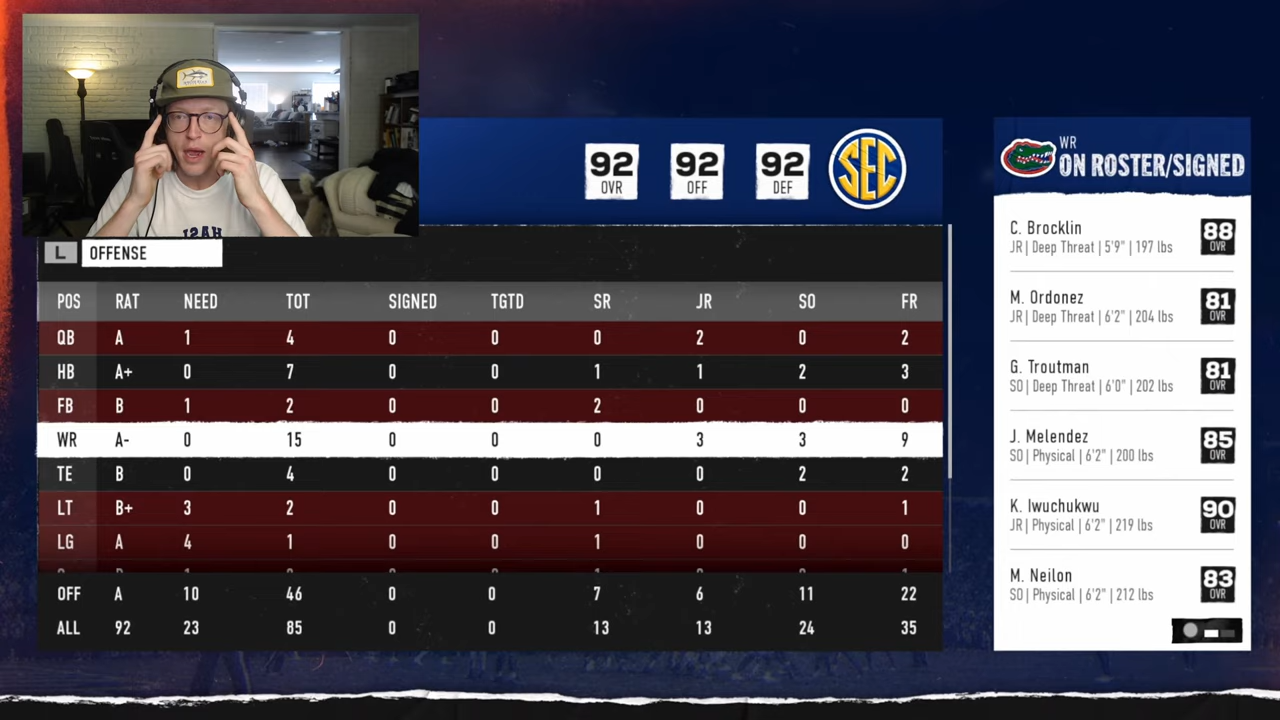 HASI
92 92 92
OVR OFF DEF
SEC
L OFFENSE
POS RAT NEED TOT SIGNED TGTD SR JR SO FR
QB A 1 4 0 0 0 2 0 2
HB A+ 0 7 0 0 1 1 2 3
FB B 1 2 0 0 2 0 0 0
WR A- 0 15 0 0 0 3 3 9
TE B 0 4 0 0 0 0 2 2
LT B+ 3 2 0 0 1 0 0 1
LG A 4 1 0 0 1 0 0 0
OFF A 10 46 0 0 7 6 11 22
ALL 92 23 85 0 0 13 13 24 35
WR
ON ROSTER/SIGNED
C. Brocklin 88
JR | Deep Threat | 5'9" | 197 lbs OVR
M. Ordonez 81
JR | Deep Threat | 6'2" | 204 lbs OVR
G. Troutman 81
SO | Deep Threat | 6'0" | 202 lbs OVR
J. Melendez 85
SO | Physical | 6'2" | 200 lbs OVR
K. Iwuchukwu 90
JR | Physical | 6'2" | 219 lbs OVR
M. Neilon 83
SO | Physical | 6'2" | 212 lbs OVR